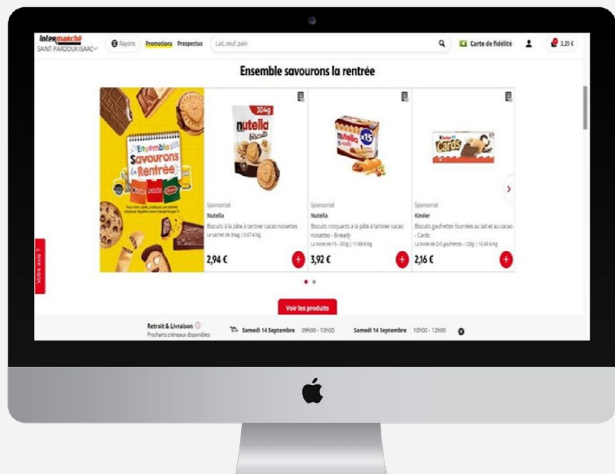 intermarché
SAINT-PARDOUX ISAAC
Rayons
Promotions
Prospectus
Lait, oeuf, pain
Carte de fidélité
3,25 €
Ensemble savourons la rentrée
Ensemble
Savourons
la
Rentrée
304g
nutella
biscuits
Sponsorisé
Nutella
Biscuits à la pâte à tartiner cacao noisettes
2,94 €
nutella
x15
Sponsorisé
Nutella
Biscuits croquants à la pâte à tartiner cacao
noisettes - B-ready
3,92 €
Kinder
Cards
Sponsorisé
Kinder
Biscuits gaufrettes fourrées au lait et au cacao
- Cards
2,16 €
Votre avis ?
Voir les produits
Retrait & Livraison
Prochains créneaux disponibles
Samedi 14 Septembre 09h00 - 10h00
Samedi 14 Septembre 10h00 - 12h00